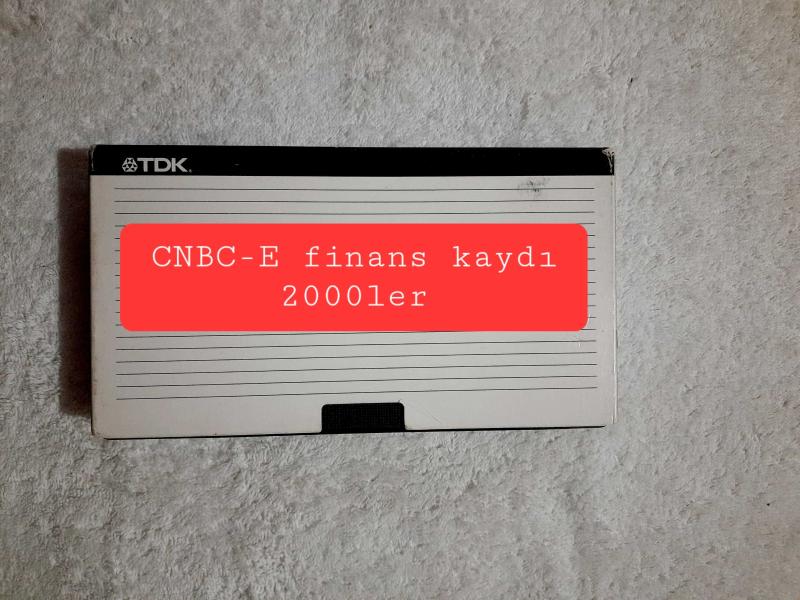 TDK
CNBC-E finans kaydı
2000ler